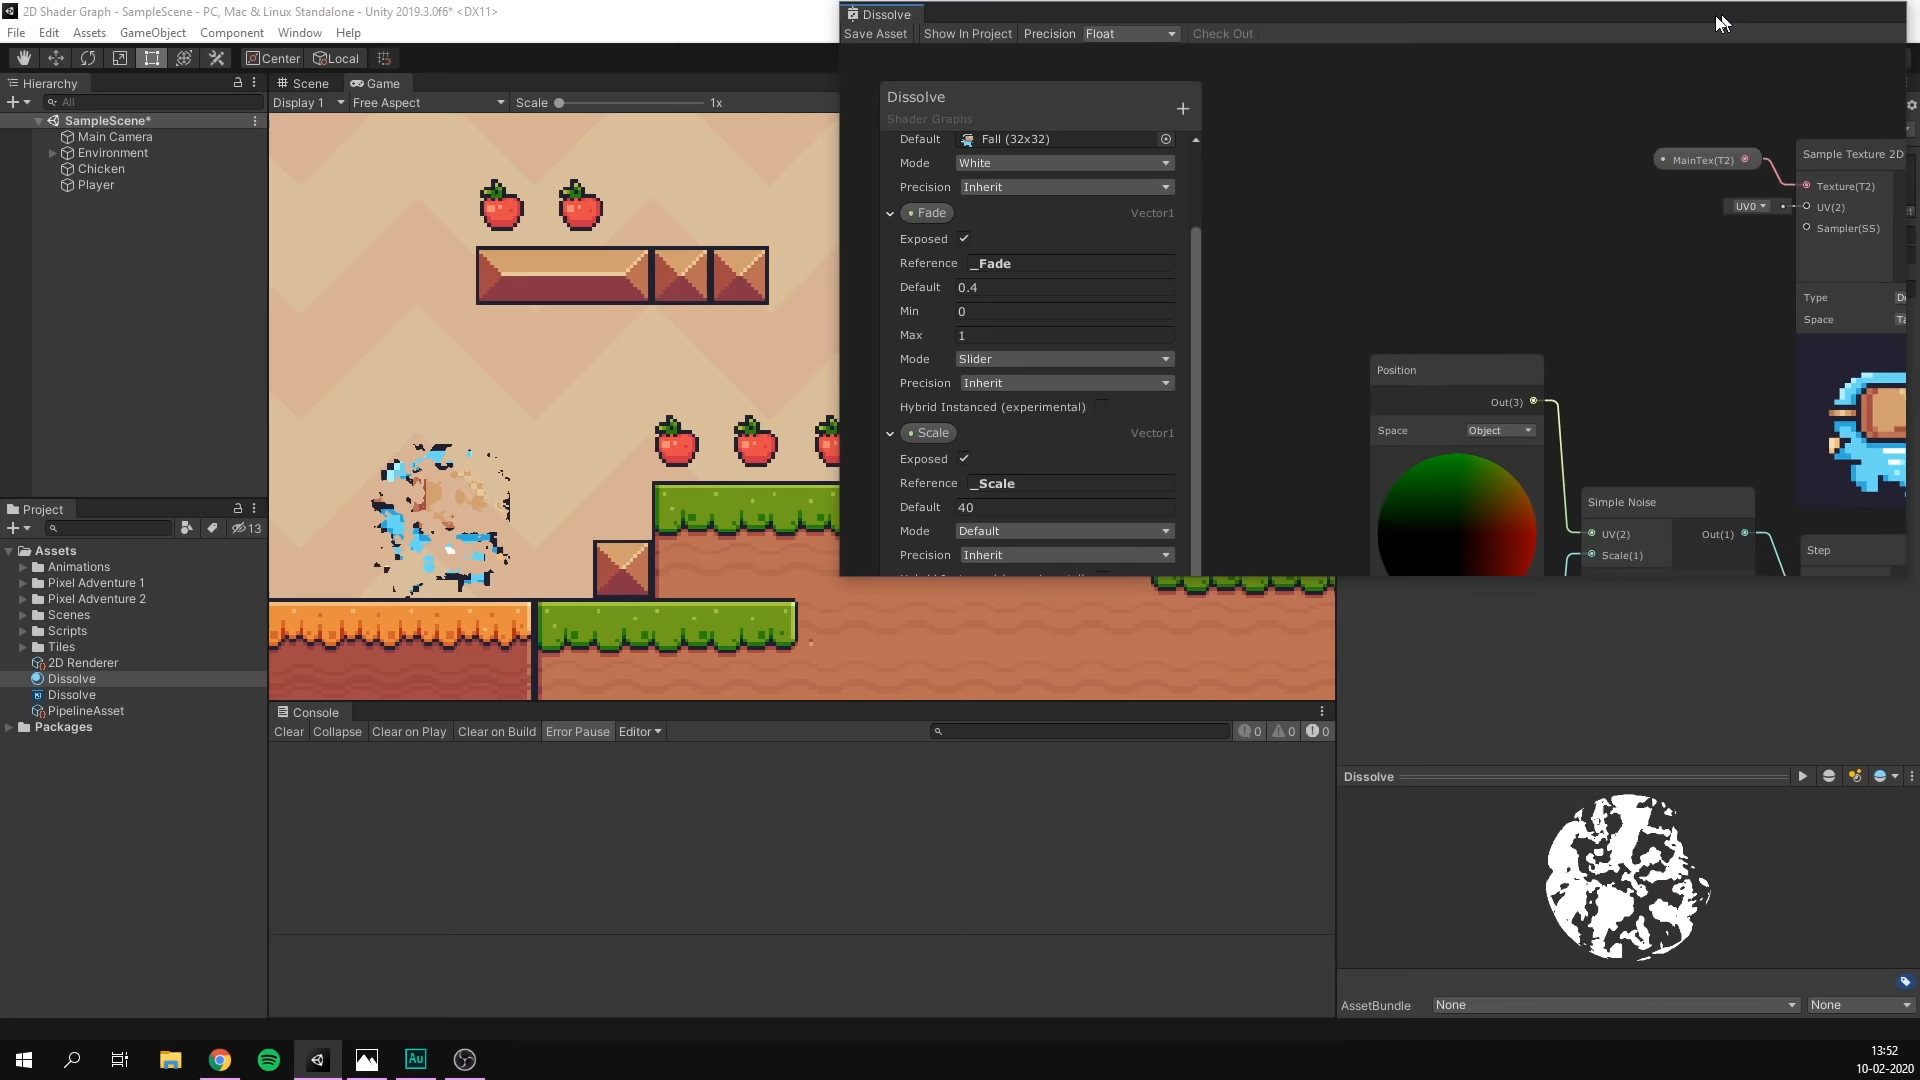 2D Shader Graph - SampleScene - PC, Mac & Linux Standalone - Unity 2019.3.0f6* <DX11>
File Edit Assets GameObject Component Window Help
Center Local
Hierarchy
All
SampleScene*
Main Camera
Environment
Chicken
Player
Scene Game
Display 1 Free Aspect Scale 1x
Dissolve
Save Asset Show In Project Precision Float Check Out
Dissolve
Shader Graphs
Default Fall (32x32)
Mode White
Precision Inherit
Fade Vector1
Exposed
Reference _Fade
Default 0.4
Min 0
Max 1
Mode Slider
Precision Inherit
Hybrid Instanced (experimental)
Scale Vector1
Exposed
Reference _Scale
Default 40
Mode Default
Precision Inherit
MainTex(T2)
UV0
Sample Texture 2D
Texture(T2)
UV(2)
Sampler(SS)
Type
Space
Position
Out(3)
Space Object
Simple Noise
UV(2) Out(1)
Scale(1)
Step
Project
13
Assets
Animations
Pixel Adventure 1
Pixel Adventure 2
Scenes
Scripts
Tiles
2D Renderer
Dissolve
Dissolve
PipelineAsset
Packages
Console
Clear Collapse Clear on Play Clear on Build Error Pause Editor
0 0 0
Dissolve
AssetBundle None None
Au
13:52
10-02-2020